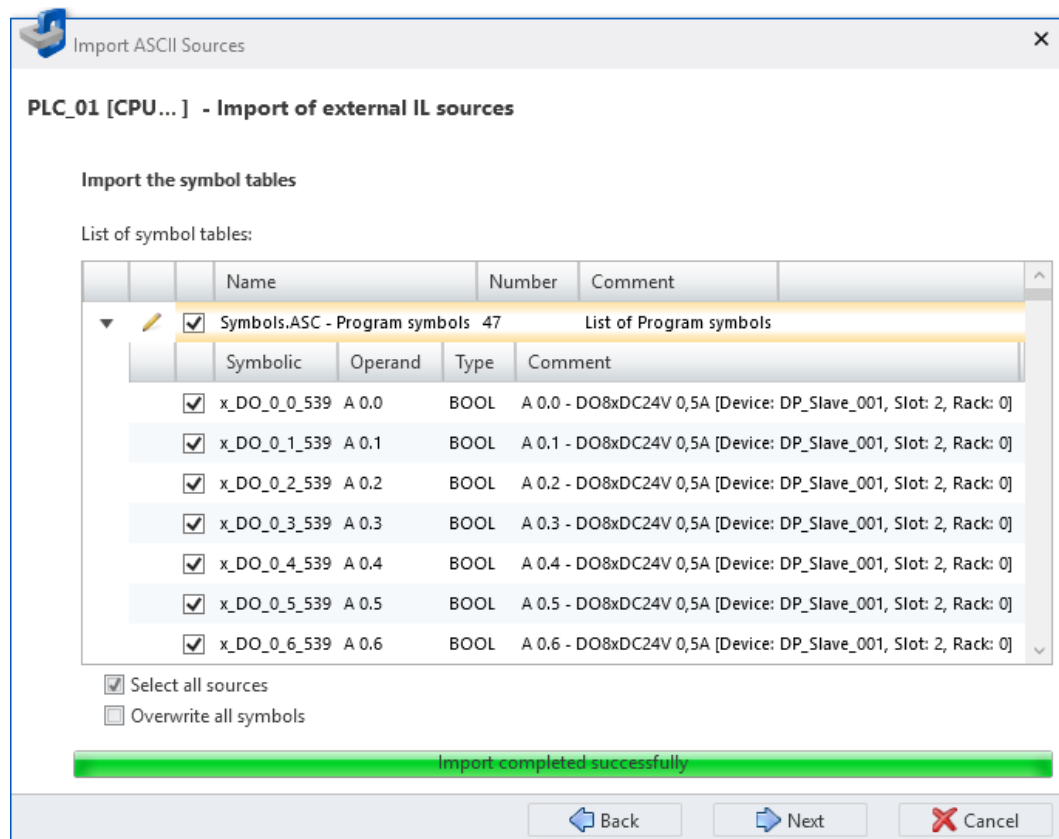 Import ASCII Sources
PLC_01 [CPU... ] - Import of external IL sources
Import the symbol tables
List of symbol tables:
Name Number Comment
Symbols.ASC - Program symbols 47 List of Program symbols
Symbolic Operand Type Comment
x_DO_0_0_539 A 0.0 BOOL A 0.0 - DO8xDC24V 0,5A [Device: DP_Slave_001, Slot: 2, Rack: 0]
x_DO_0_1_539 A 0.1 BOOL A 0.1 - DO8xDC24V 0,5A [Device: DP_Slave_001, Slot: 2, Rack: 0]
x_DO_0_2_539 A 0.2 BOOL A 0.2 - DO8xDC24V 0,5A [Device: DP_Slave_001, Slot: 2, Rack: 0]
x_DO_0_3_539 A 0.3 BOOL A 0.3 - DO8xDC24V 0,5A [Device: DP_Slave_001, Slot: 2, Rack: 0]
x_DO_0_4_539 A 0.4 BOOL A 0.4 - DO8xDC24V 0,5A [Device: DP_Slave_001, Slot: 2, Rack: 0]
x_DO_0_5_539 A 0.5 BOOL A 0.5 - DO8xDC24V 0,5A [Device: DP_Slave_001, Slot: 2, Rack: 0]
x_DO_0_6_539 A 0.6 BOOL A 0.6 - DO8xDC24V 0,5A [Device: DP_Slave_001, Slot: 2, Rack: 0]
Select all sources
Overwrite all symbols
Import completed successfully
Back Next Cancel